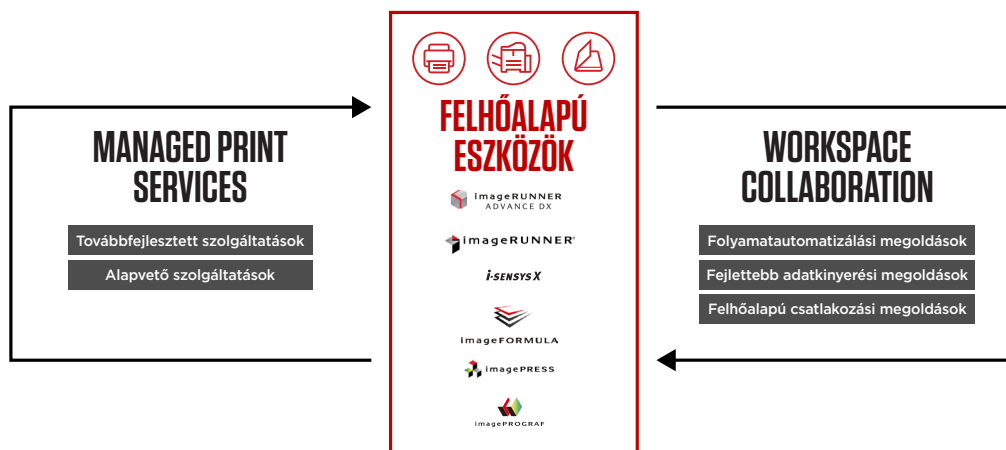 MANAGED PRINT
SERVICES
Továbbfejlesztett szolgáltatások
Alapvető szolgáltatások
FELHŐALAPÚ
ESZKÖZÖK
imageRUNNER
ADVANCE DX
imageRUNNER
i-SENSYS X
imageFORMULA
imagePRESS
imagePROGRAF
WORKSPACE
COLLABORATION
Folyamatautomatizálási megoldások
Fejlettebb adatkinyerési megoldások
Felhőalapú csatlakozási megoldások